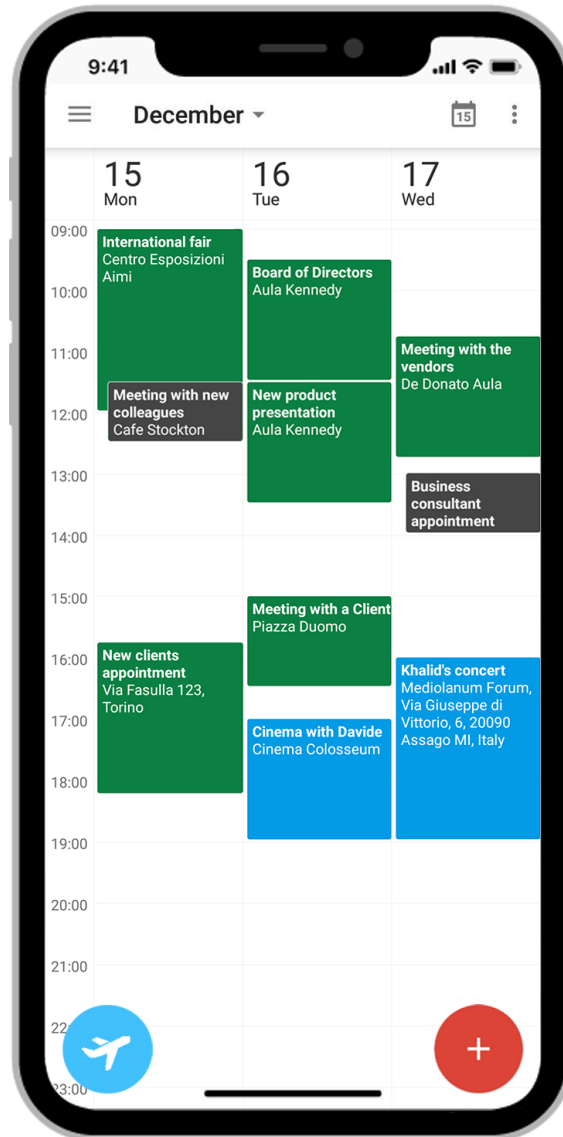 9:41
December
15
15
Mon
16
Tue
17
Wed
09:00
10:00
11:00
12:00
13:00
14:00
15:00
16:00
17:00
18:00
19:00
20:00
21:00
22
23:00
International fair
Centro Esposizioni
Aimi
Meeting with new
colleagues
Cafe Stockton
New clients
appointment
Via Fasulla 123,
Torino
Board of Directors
Aula Kennedy
New product
presentation
Aula Kennedy
Meeting with a Client
Piazza Duomo
Cinema with Davide
Cinema Colosseum
Meeting with the
vendors
De Donato Aula
Business
consultant
appointment
Khalid's concert
Mediolanum Forum,
Via Giuseppe di
Vittorio, 6, 20090
Assago MI, Italy